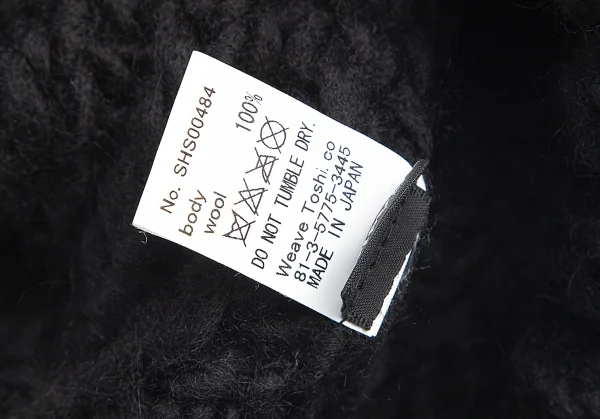 No. SHS00484
body
wool 100%
DO NOT TUMBLE DRY.
Weave Toshi. co
81-3-5775-3445
MADE IN JAPAN